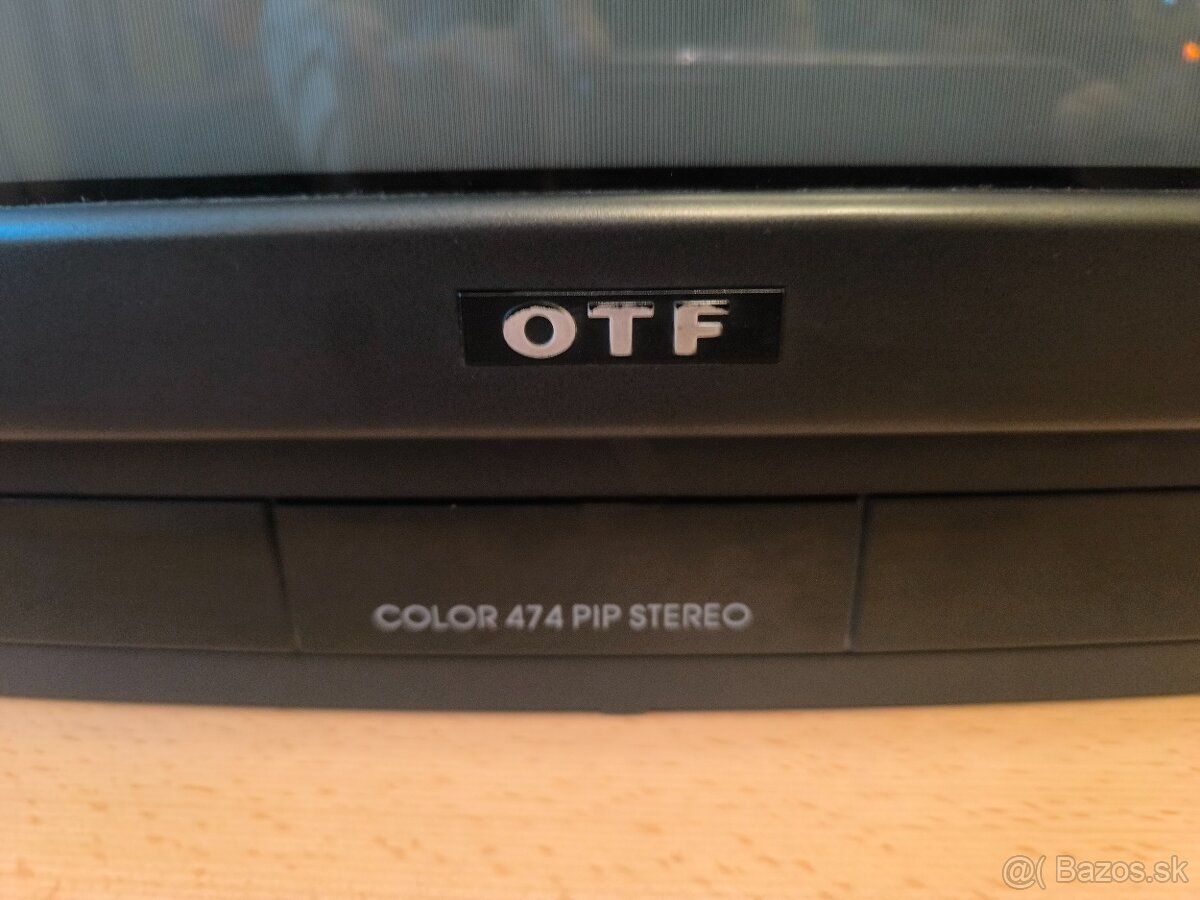 OTF
COLOR 474 PIP STEREO
@( Bazos.sk